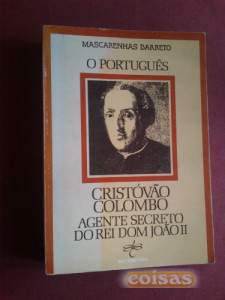 MASCARENHAS BARRETO
O PORTUGUÊS
CRISTÓVÃO
COLOMBO
AGENTE SECRETO
DO REI DOM JOÃO II
coisas